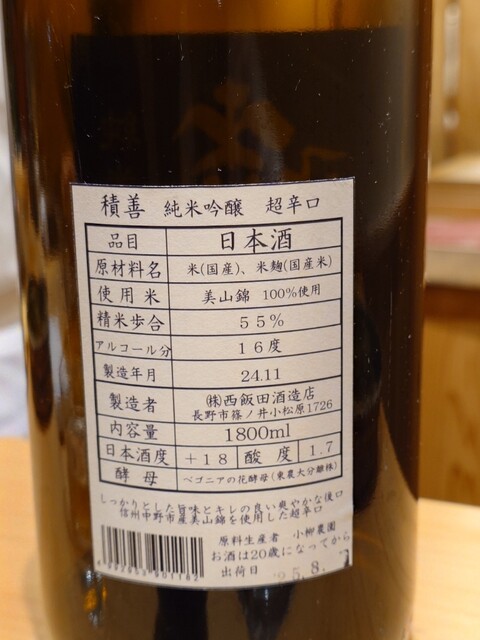 積善 純米吟醸 超辛口
品目 日本酒
原材料名 米(国産)、米麹(国産米)
使用米 美山錦 100%使用
精米歩合 55%
アルコール分 16度
製造年月 24.11
製造者 ㈱西飯田酒造店
長野市篠ノ井小松原1726
内容量 1800ml
日本酒度 +18 酸度 1.7
酵母 ベゴニアの花酵母(東農大分離株)
しっかりとした旨味とキレの良い爽やかな後口
信州中野市産美山錦を使用した超辛口
原料生産者 小柳農園
お酒は20歳になってから
出荷日 5.8.